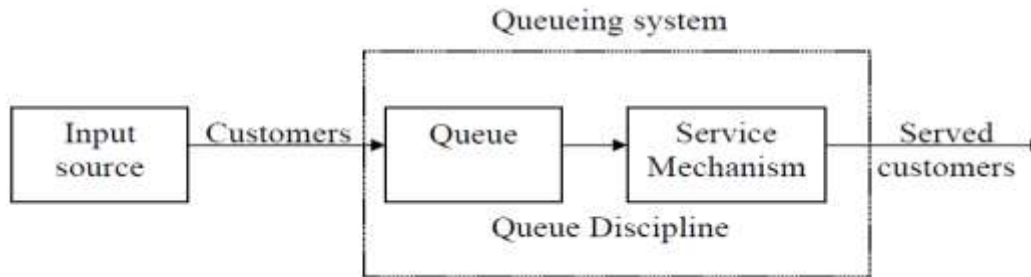 Queueing system
Input
source
Customers
Queue
Service
Mechanism
Served
customers
Queue Discipline